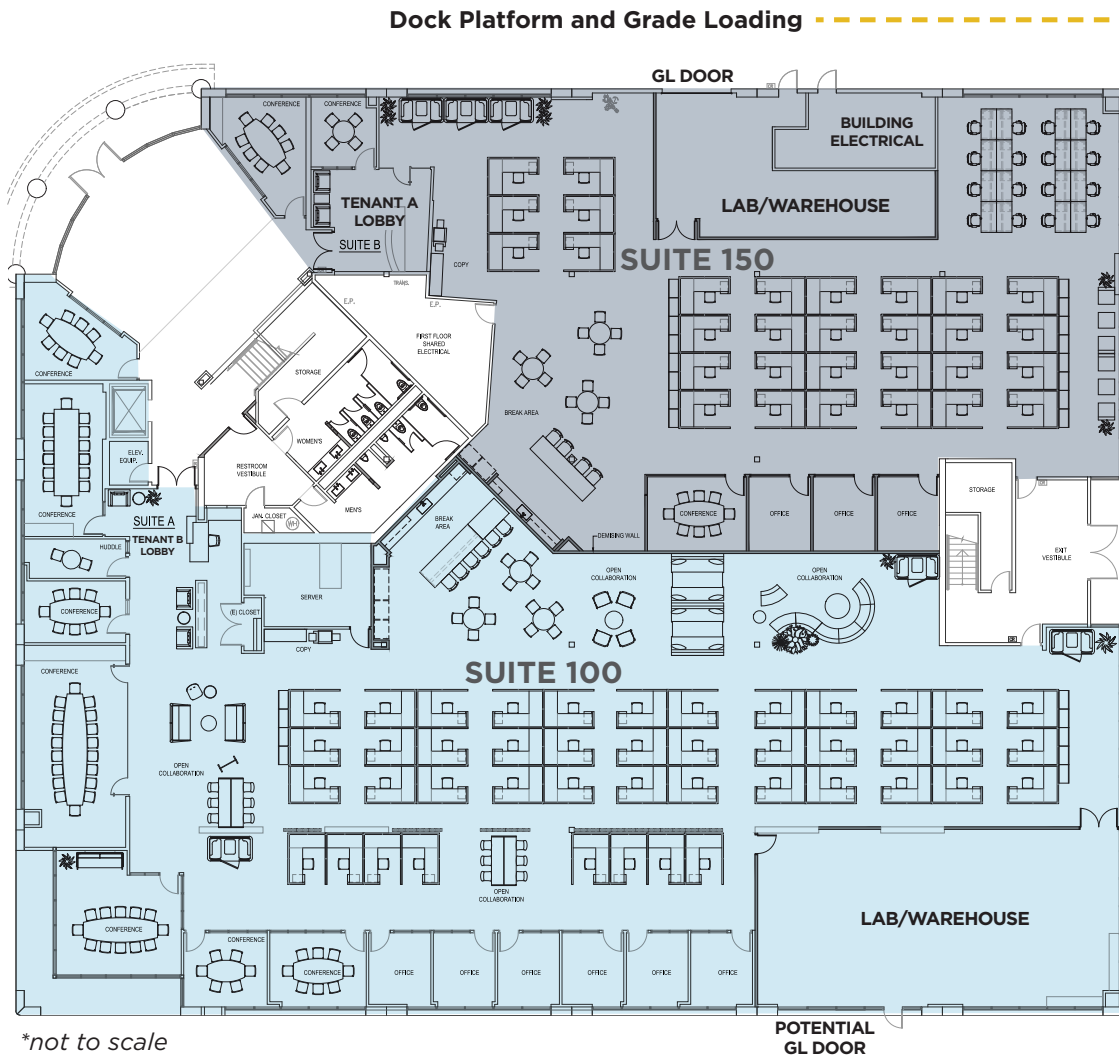 Dock Platform and Grade Loading
GL DOOR
CONFERENCE
CONFERENCE
BUILDING
ELECTRICAL
TENANT A
LOBBY
SUITE B
LAB/WAREHOUSE
SUITE 150
COPY
TRANS.
E.P.
E.P.
FIRST FLOOR
SHARED
ELECTRICAL
STORAGE
CONFERENCE
BREAK AREA
WOMEN'S
ELEV.
EQUIP.
RESTROOM
VESTIBULE
STORAGE
CONFERENCE
SUITE A
TENANT B
LOBBY
JAN. CLOSET
WH
MEN'S
BREAK
AREA
CONFERENCE
OFFICE
OFFICE
OFFICE
DEMISING WALL
EXIT
VESTIBULE
HUDDLE
OPEN
COLLABORATION
OPEN
COLLABORATION
SERVER
CONFERENCE
(E) CLOSET
COPY
SUITE 100
CONFERENCE
OPEN
COLLABORATION
OPEN
COLLABORATION
LAB/WAREHOUSE
CONFERENCE
CONFERENCE
CONFERENCE
OFFICE
OFFICE
OFFICE
OFFICE
OFFICE
OFFICE
POTENTIAL
GL DOOR
*not to scale